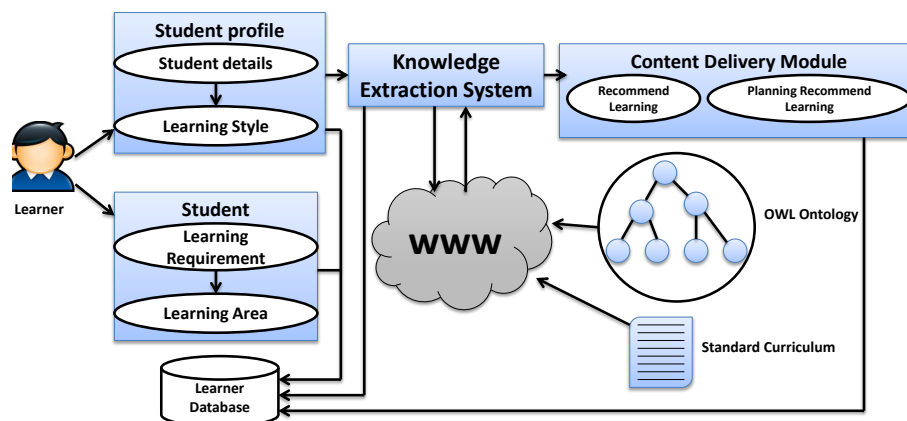 Student profile
Student details
Learning Style
Knowledge
Extraction System
Content Delivery Module
Recommend
Learning
Planning Recommend
Learning
Learner
Student
Learning
Requirement
Learning Area
WWW
OWL Ontology
Standard Curriculum
Learner
Database